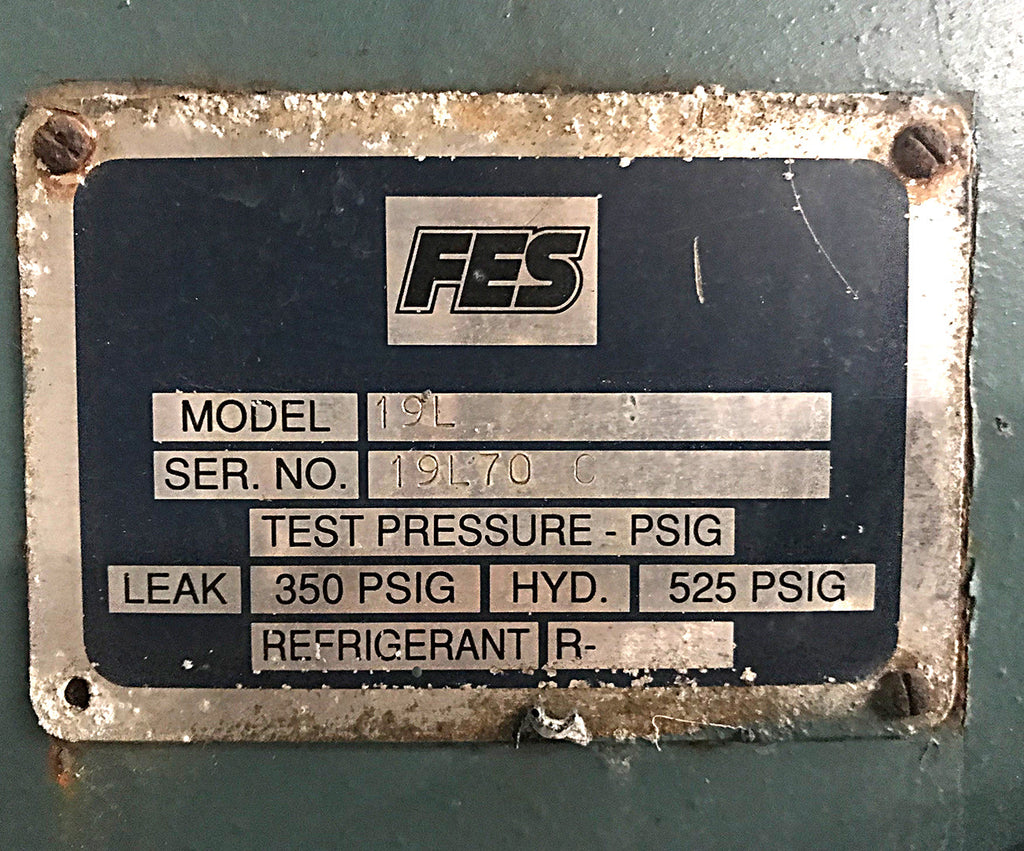 FES
MODEL 19L
SER. NO. 19L70 C
TEST PRESSURE - PSIG
LEAK 350 PSIG HYD. 525 PSIG
REFRIGERANT R-